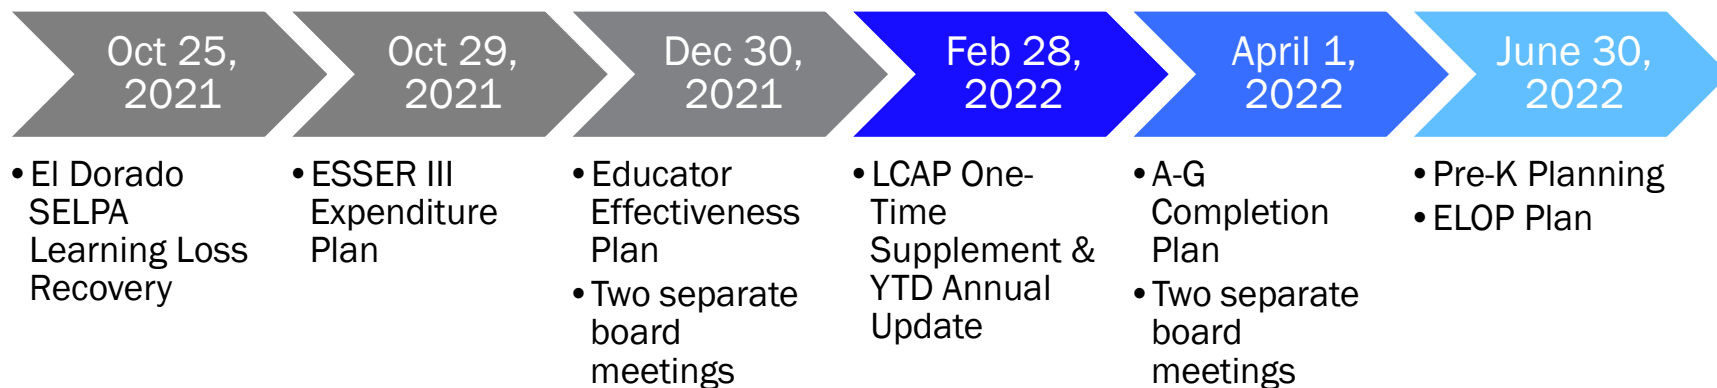 Oct 25,
2021
Oct 29,
2021
Dec 30,
2021
Feb 28,
2022
April 1,
2022
June 30,
2022
• El Dorado
SELPA
Learning Loss
Recovery
• ESSER III
Expenditure
Plan
• Educator
Effectiveness
Plan
• Two separate
board
meetings
• LCAP One-
Time
Supplement &
YTD Annual
Update
• A-G
Completion
Plan
• Two separate
board
meetings
• Pre-K Planning
• ELOP Plan